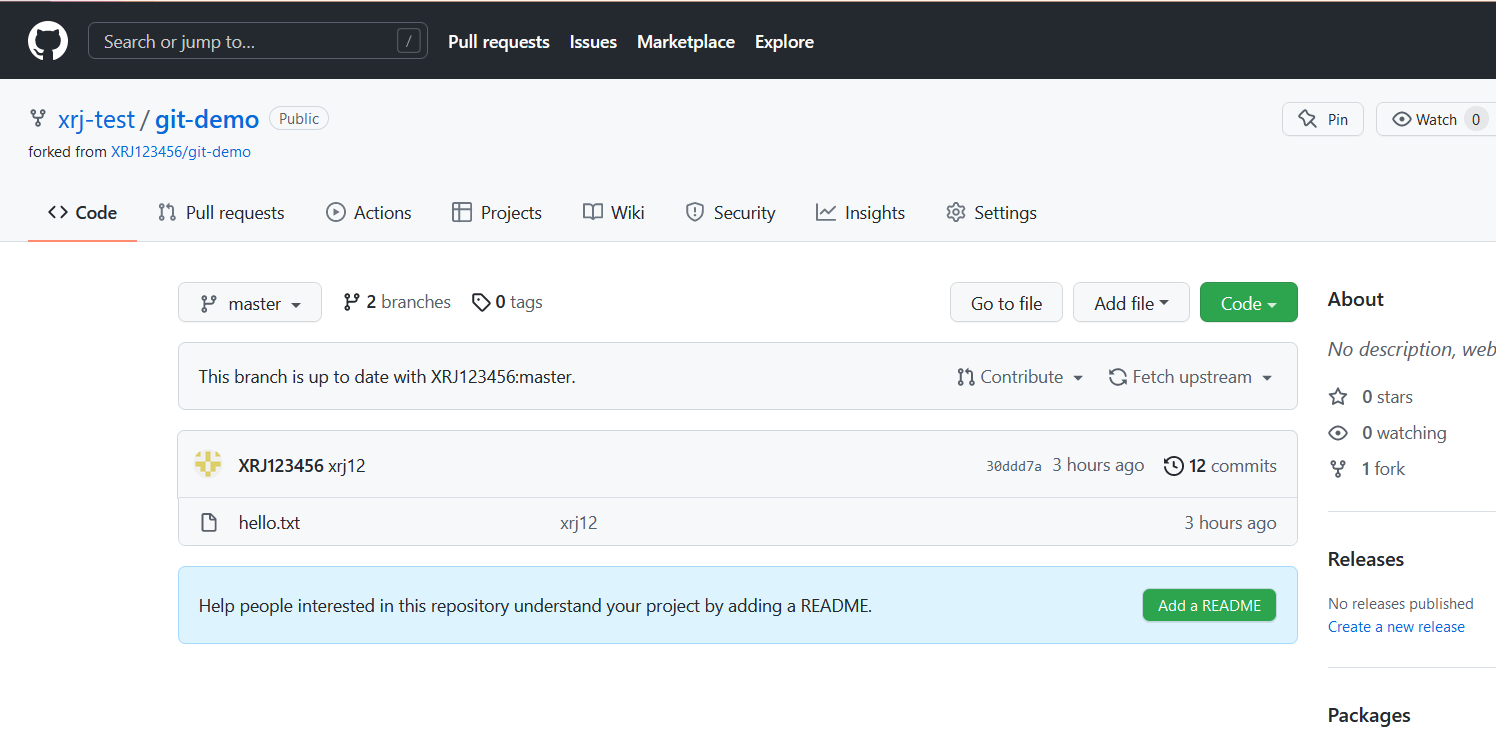 Search or jump to... / Pull requests Issues Marketplace Explore
xrj-test / git-demo Public Pin Watch 0
forked from XRJ123456/git-demo
Code Pull requests Actions Projects Wiki Security Insights Settings
master 2 branches 0 tags Go to file Add file Code
This branch is up to date with XRJ123456:master. Contribute Fetch upstream
XRJ123456 xrj12 30ddd7a 3 hours ago 12 commits
hello.txt xrj12 3 hours ago
Help people interested in this repository understand your project by adding a README. Add a README
About
No description, web
0 stars
0 watching
1 fork
Releases
No releases published
Create a new release
Packages